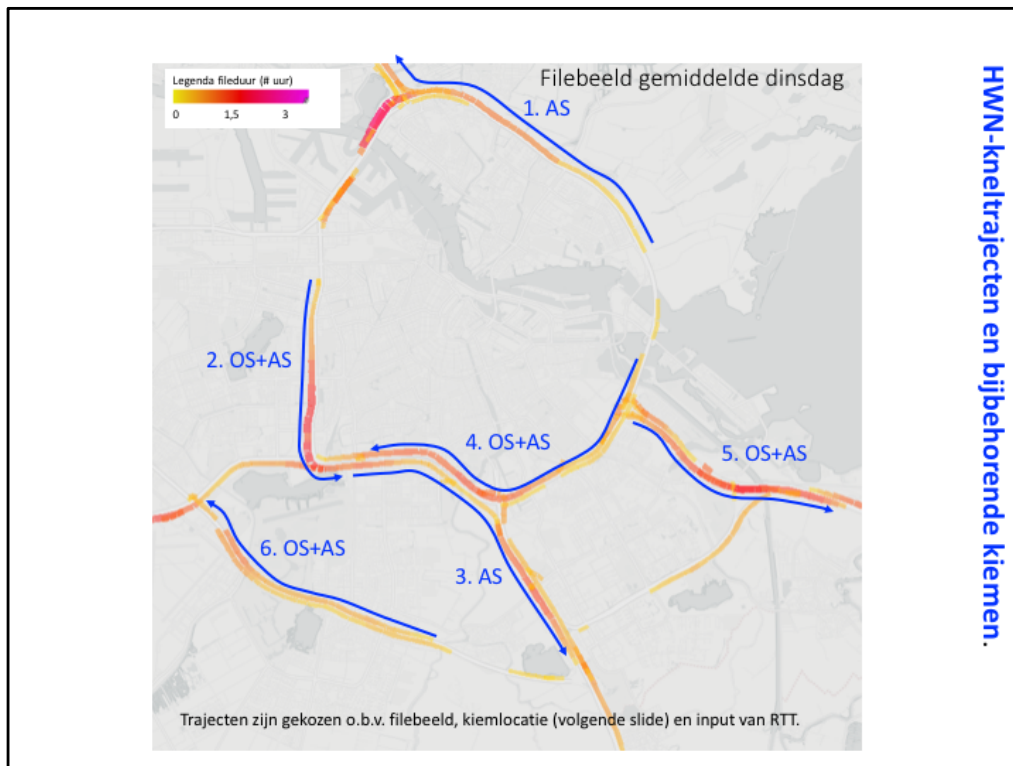 HWN-kneltrajecten en bijbehorende kiemen.
Filebeeld gemiddelde dinsdag
Legenda fileduur (# uur)
0 1,5 3
1. AS
2. OS+AS
4. OS+AS
5. OS+AS
6. OS+AS
3. AS
Trajecten zijn gekozen o.b.v. filebeeld, kiemlocatie (volgende slide) en input van RTT.